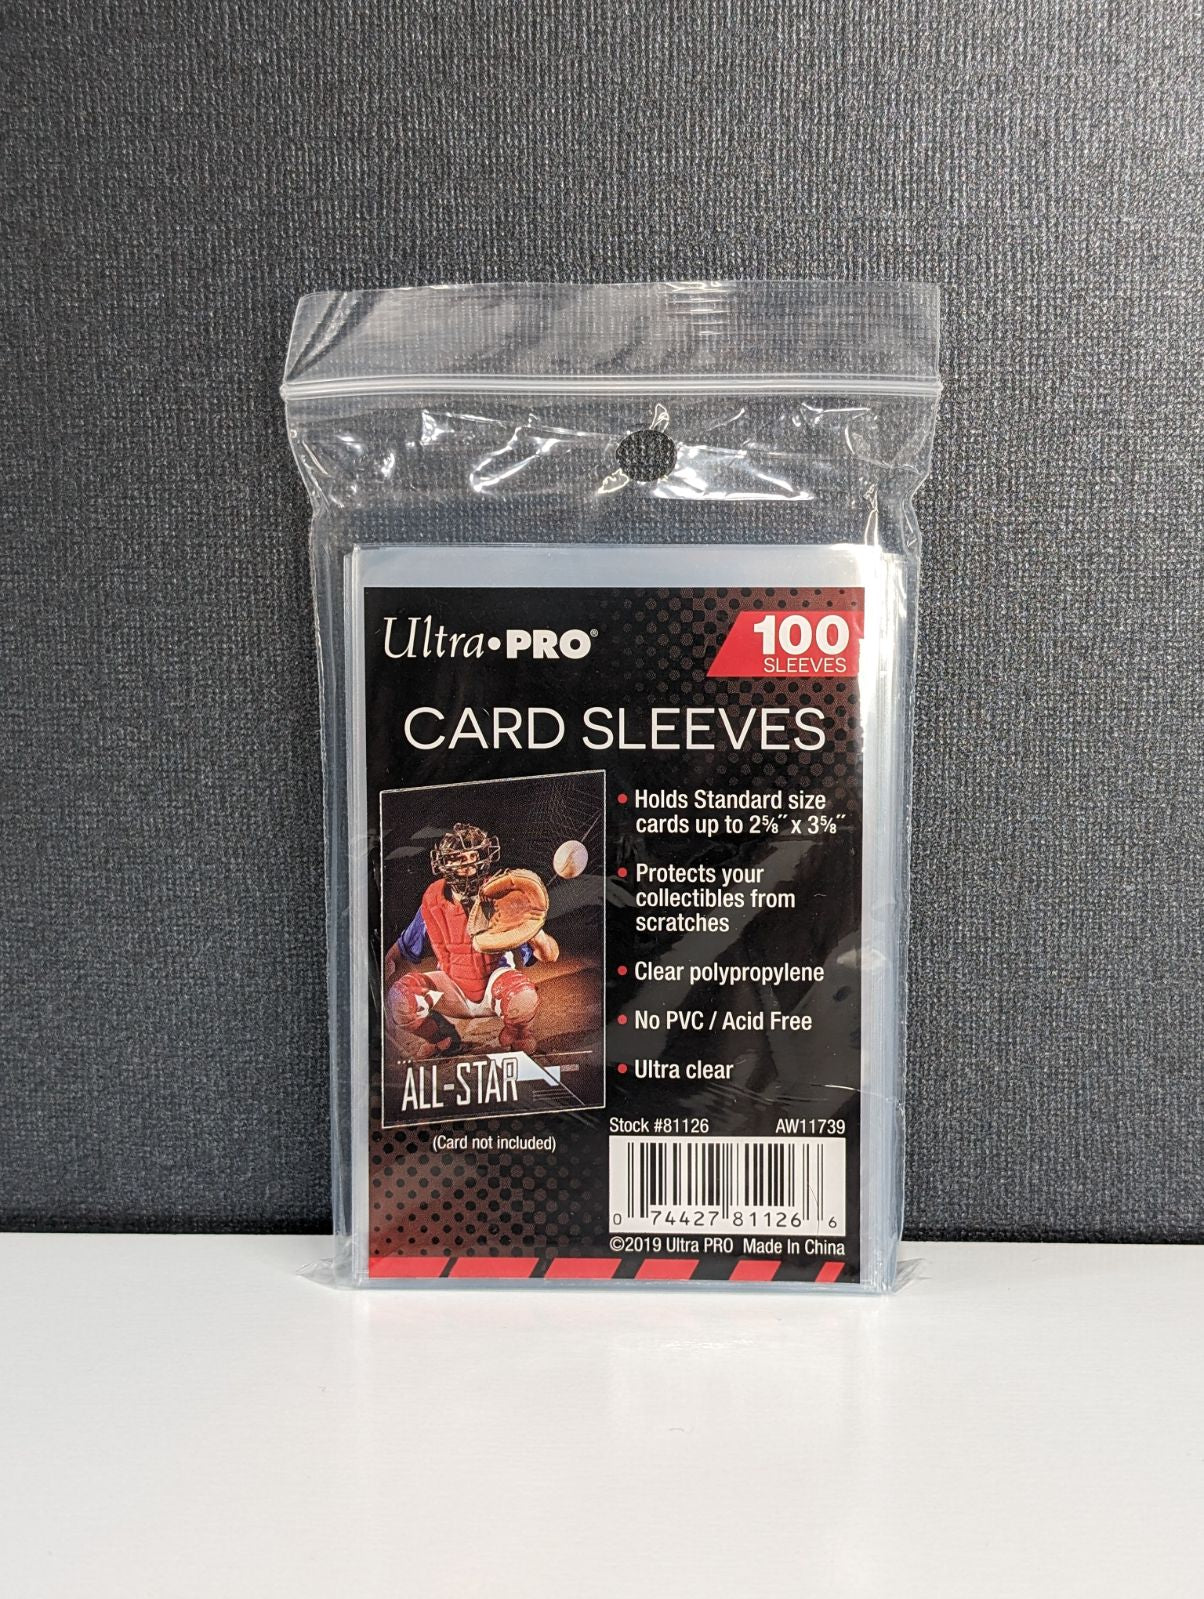 Ultra•PRO®
100
SLEEVES
CARD SLEEVES
• Holds Standard size
cards up to 2⅝″ x 3⅝″
• Protects your
collectibles from
scratches
• Clear polypropylene
• No PVC / Acid Free
• Ultra clear
ALL-STAR
(Card not included)
Stock #81126 AW11739
0 74427 81126 6
©2019 Ultra PRO Made In China